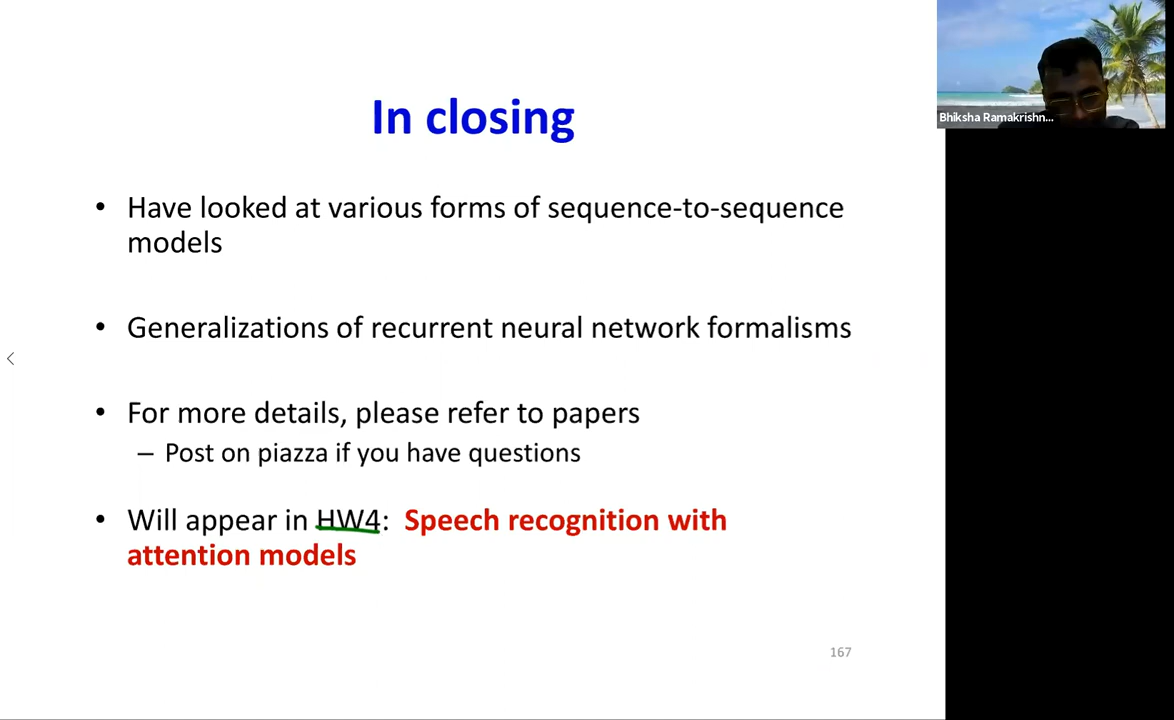 In closing
Bhiksha Ramakrishn...
• Have looked at various forms of sequence-to-sequence
models
• Generalizations of recurrent neural network formalisms
• For more details, please refer to papers
– Post on piazza if you have questions
• Will appear in HW4: Speech recognition with
attention models
167